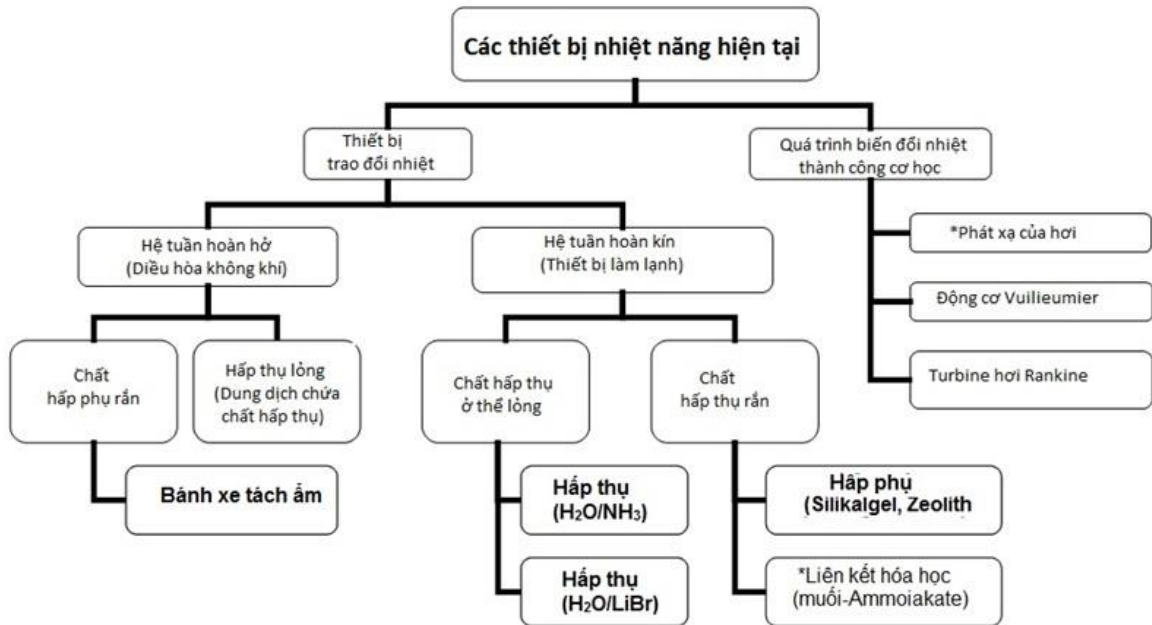 Các thiết bị nhiệt năng hiện tại
Thiết bị
trao đổi nhiệt
Quá trình biến đổi nhiệt
thành công cơ học
Hệ tuần hoàn hở
(Diều hòa không khí)
Hệ tuần hoàn kín
(Thiết bị làm lạnh)
*Phát xạ của hơi
Động cơ Vuilieumier
Turbine hơi Rankine
Chất
hấp phụ rắn
Hấp thụ lỏng
(Dung dịch chứa
chất hấp thụ)
Chất hấp thụ
ở thể lỏng
Chất
hấp thụ rắn
Bánh xe tách ẩm
Hấp thụ
(H₂O/NH₃)
Hấp thụ
(H₂O/LiBr)
Hâp phụ
(Silikalgel, Zeolith
*Liên kết hóa học
(muối-Ammoiakate)